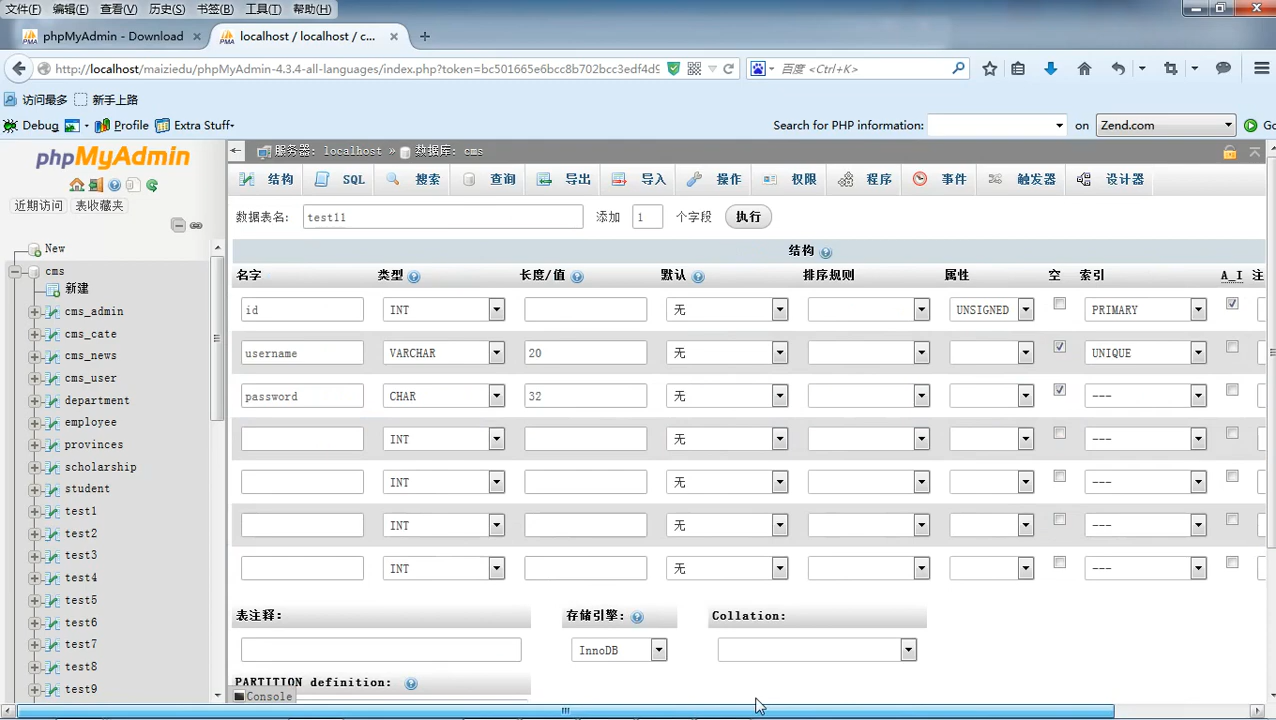 文件(F) 编辑(E) 查看(V) 历史(S) 书签(B) 工具(T) 帮助(H)
phpMyAdmin - Download localhost / localhost / c...
http://localhost/maiziedu/phpMyAdmin-4.3.4-all-languages/index.php?token=bc501665e6bcc8b702bcc3edf4d9 百度 <Ctrl+K>
访问最多 新手上路
Debug Profile Extra Stuff Search for PHP information: on Zend.com Go
phpMyAdmin
近期访问 表收藏夹
New
cms
新建
cms_admin
cms_cate
cms_news
cms_user
department
employee
provinces
scholarship
student
test1
test2
test3
test4
test5
test6
test7
test8
test9
服务器: localhost » 数据库: cms
结构 SQL 搜索 查询 导出 导入 操作 权限 程序 事件 触发器 设计器
数据表名: test11 添加 1 个字段 执行
结构
名字 类型 长度/值 默认 排序规则 属性 空 索引 A_I 注
id INT 无 UNSIGNED PRIMARY
username VARCHAR 20 无 UNIQUE
password CHAR 32 无 ---
INT 无 ---
INT 无 ---
INT 无 ---
INT 无 ---
表注释: 存储引擎: Collation:
InnoDB
PARTITION definition:
Console